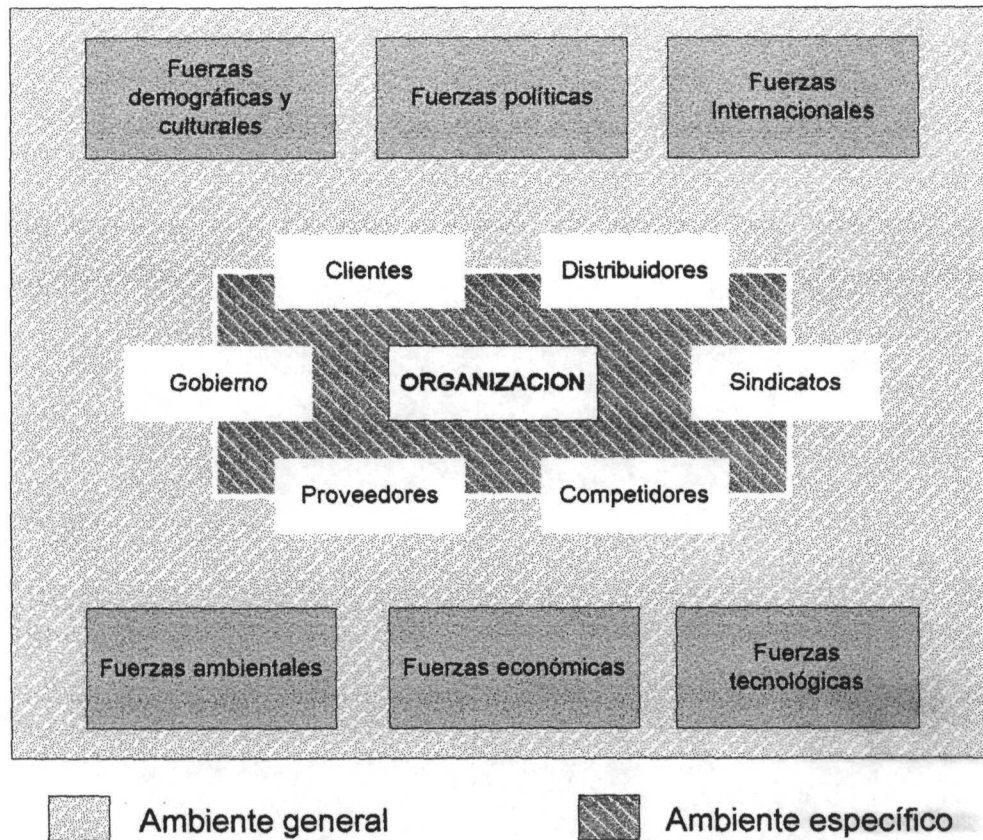 Fuerzas
demográficas y
culturales
Fuerzas políticas
Fuerzas
Internacionales
Clientes
Distribuidores
Gobierno
ORGANIZACION
Sindicatos
Proveedores
Competidores
Fuerzas ambientales
Fuerzas económicas
Fuerzas
tecnológicas
Ambiente general
Ambiente específico